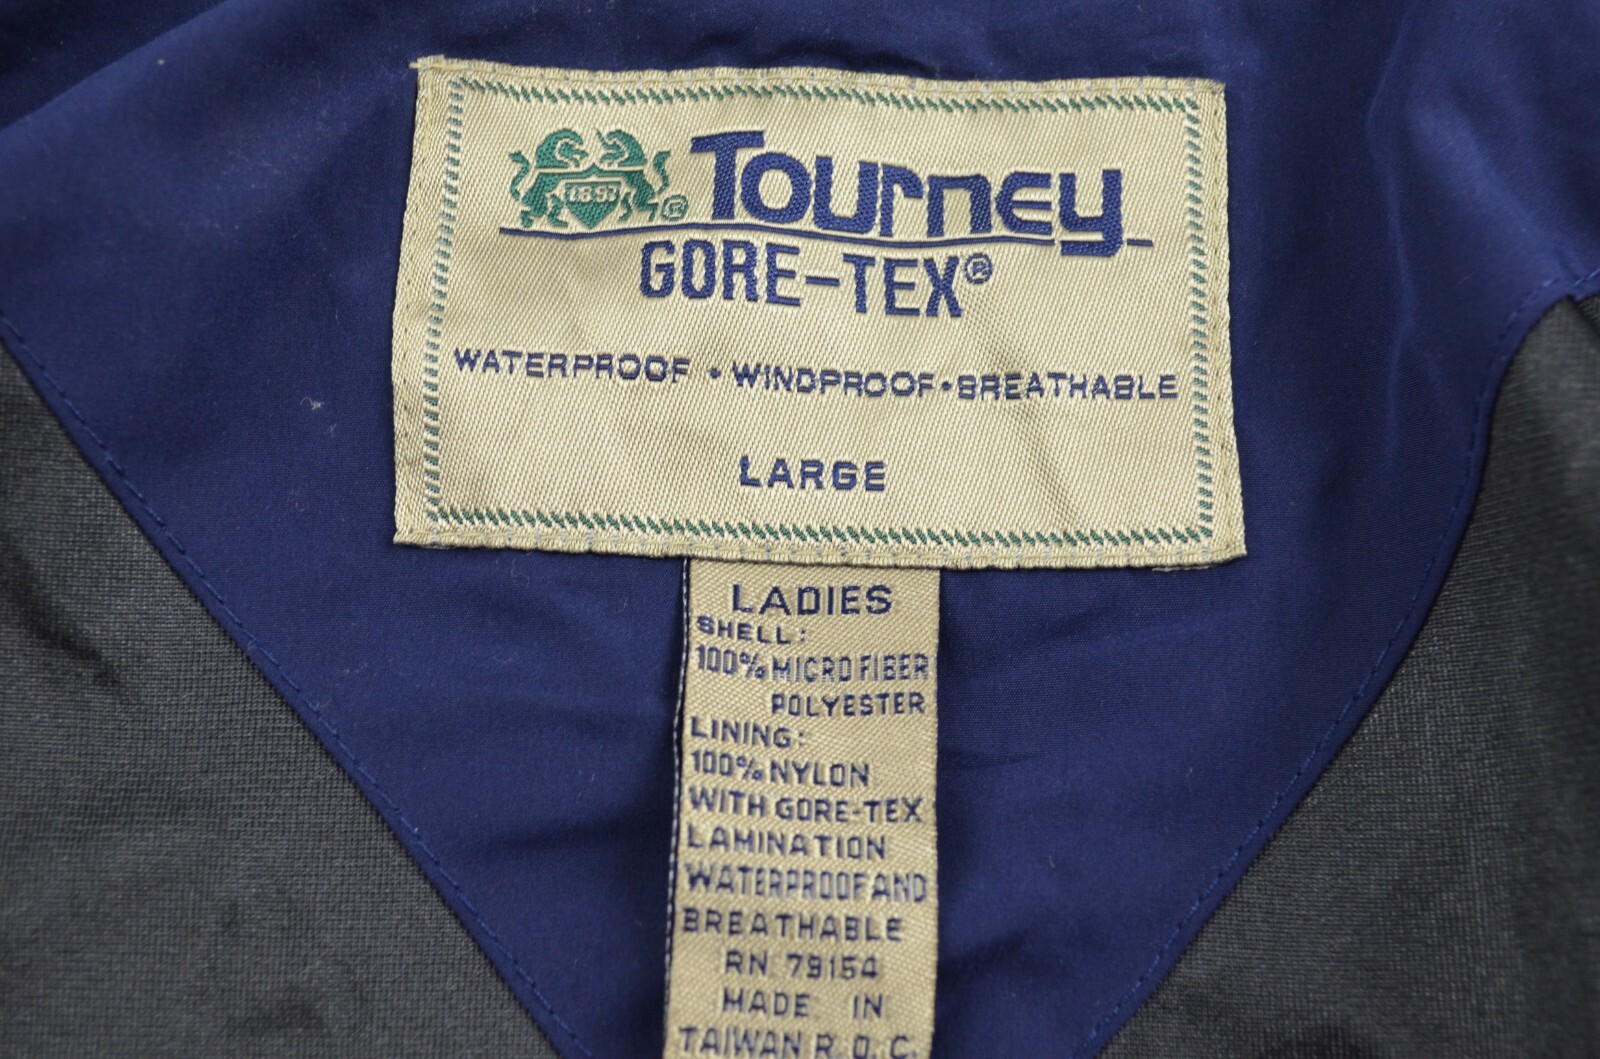 1897 ® Tourney
GORE-TEX®
WATERPROOF • WINDPROOF • BREATHABLE
LARGE
LADIES
SHELL:
100% MICRO FIBER
POLYESTER
LINING:
100% NYLON
WITH GORE-TEX
LAMINATION
WATERPROOF AND
BREATHABLE
RN 79154
MADE IN
TAIWAN R.O.C.